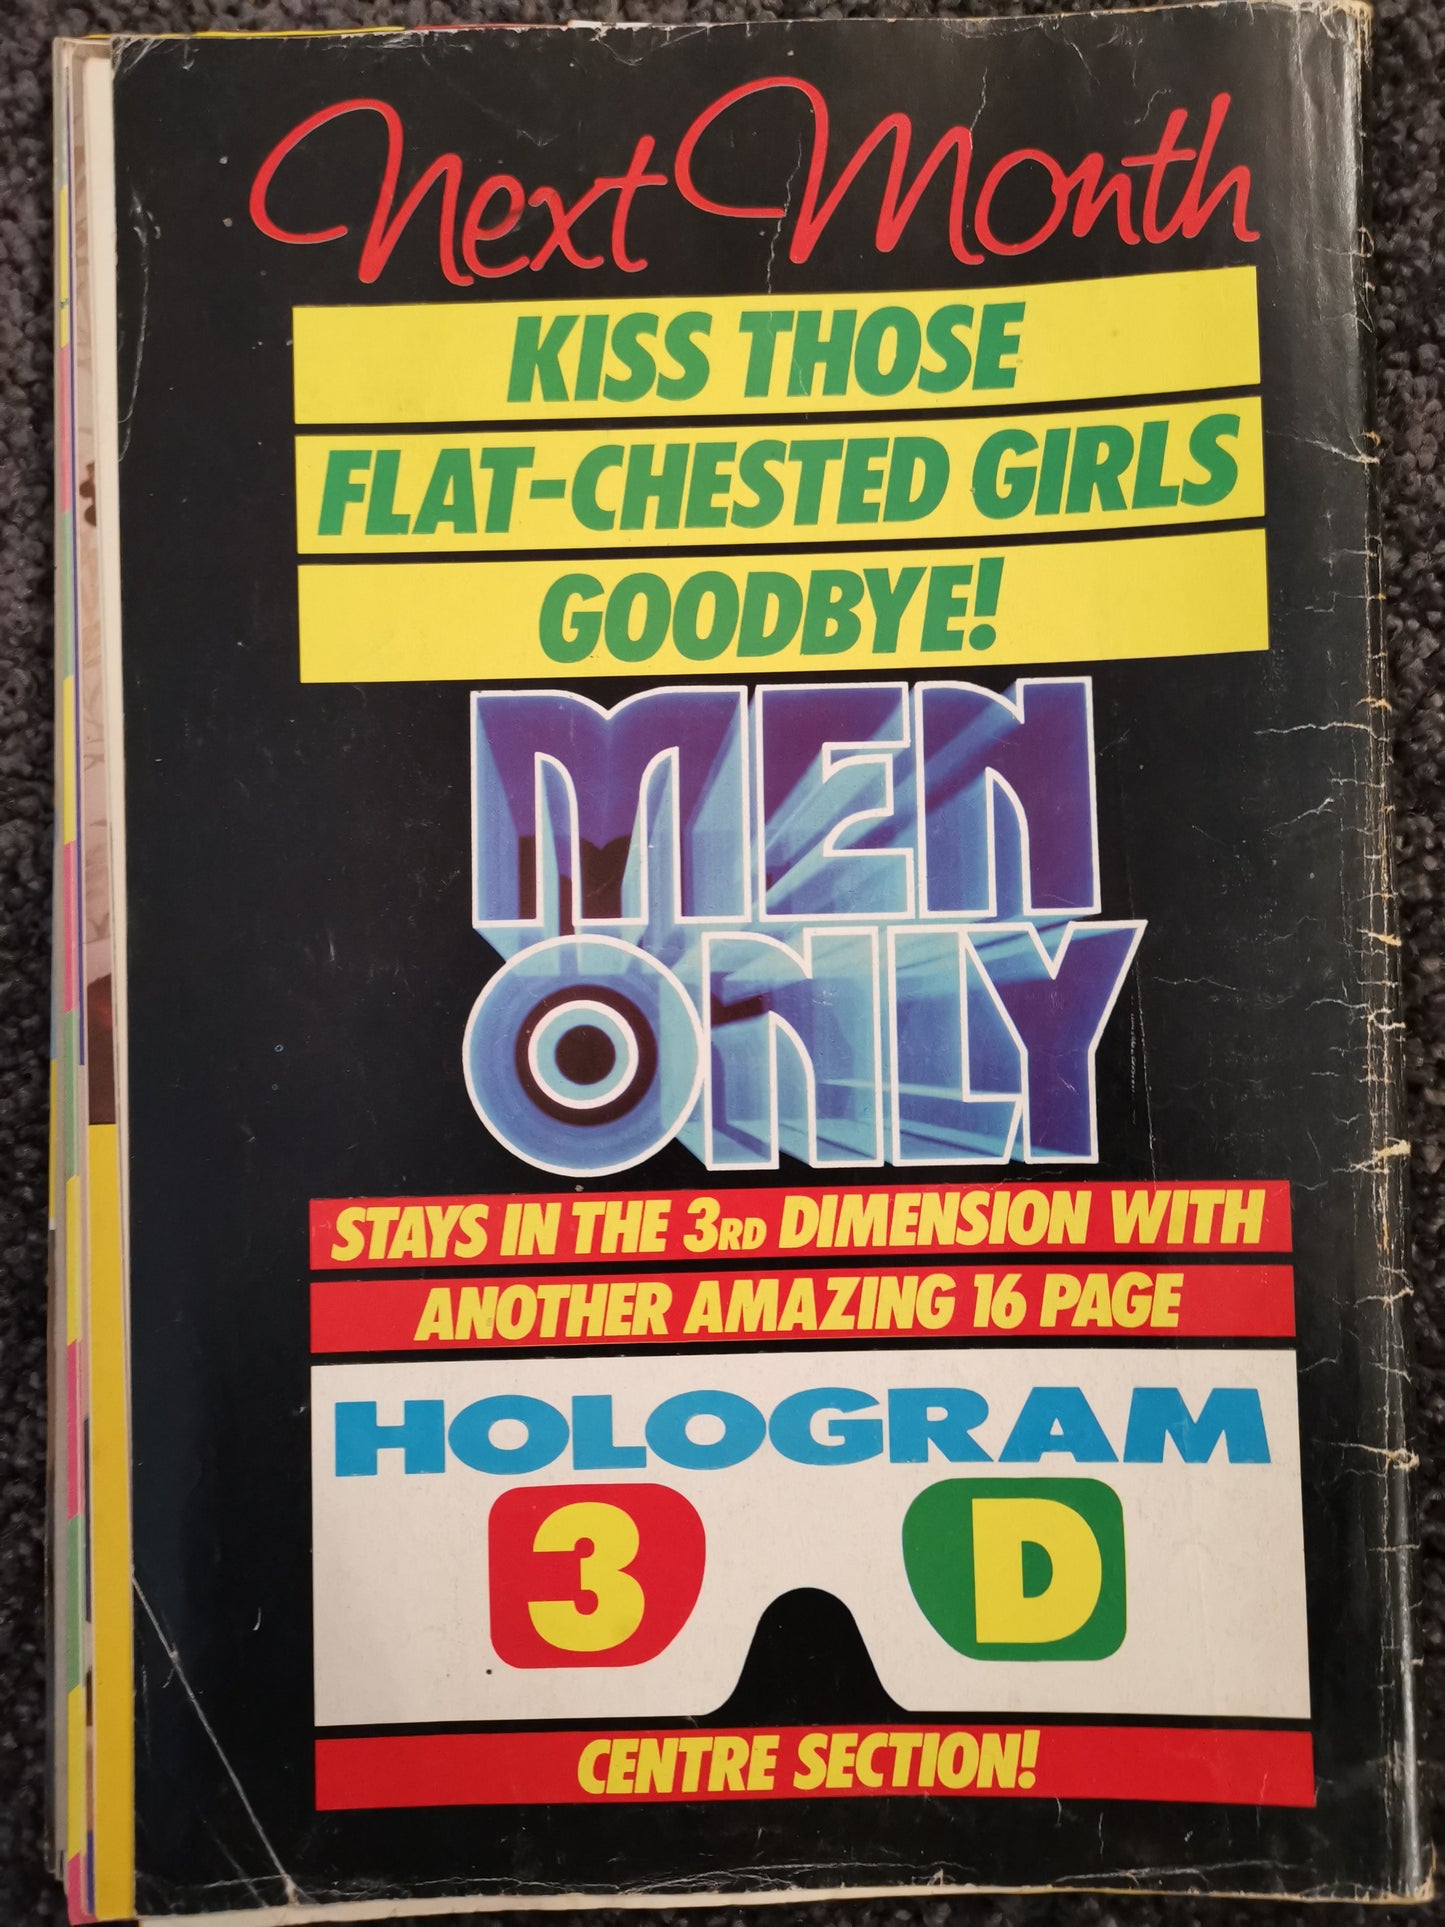 Next Month
KISS THOSE
FLAT-CHESTED GIRLS
GOODBYE!
MEN
ONLY
STAYS IN THE 3RD DIMENSION WITH
ANOTHER AMAZING 16 PAGE
HOLOGRAM
3 D
CENTRE SECTION!